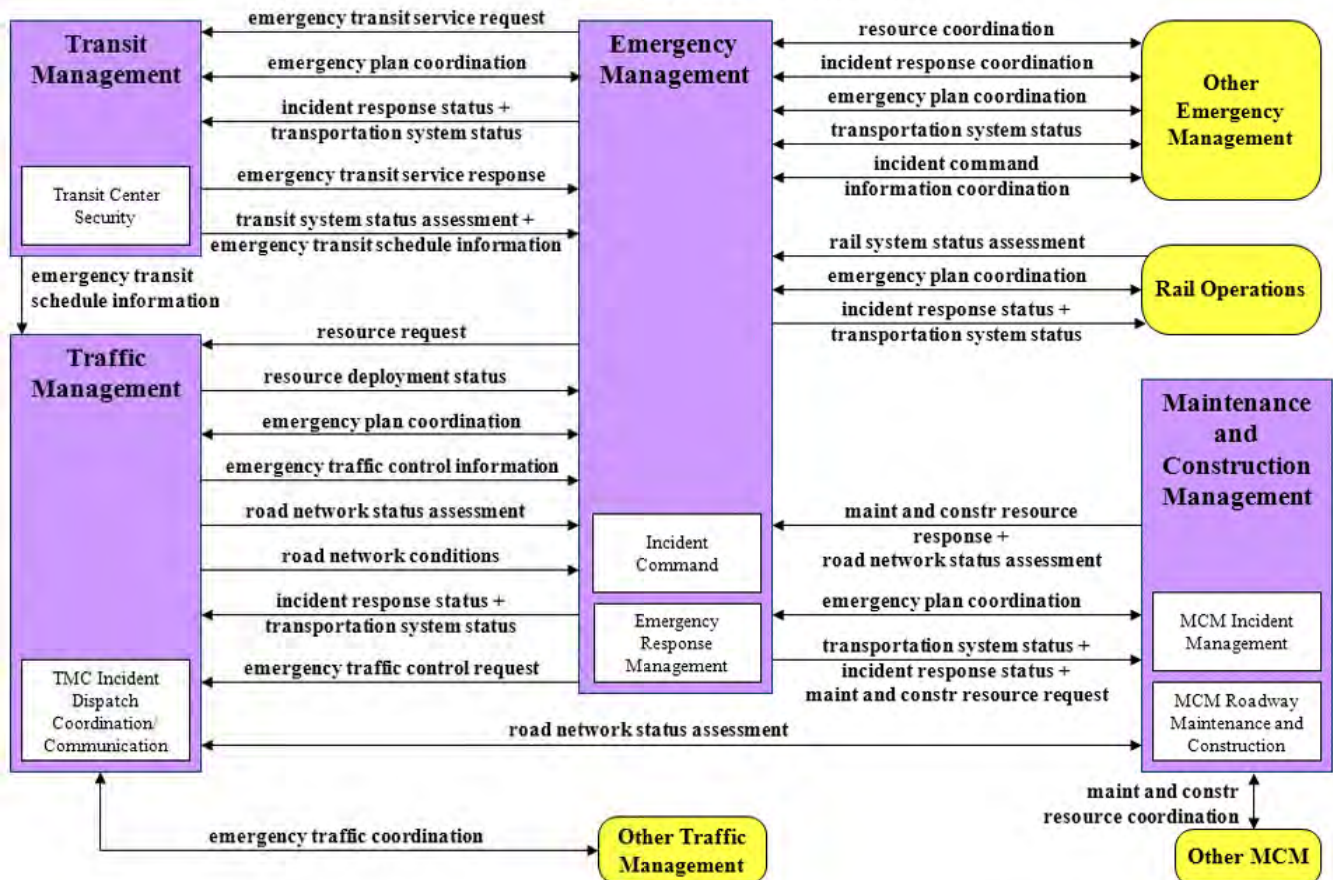 emergency transit service request
Transit
Management
emergency plan coordination
incident response status +
transportation system status
emergency transit service response
Transit Center
Security
transit system status assessment +
emergency transit schedule information
emergency transit
schedule information
Emergency
Management
resource coordination
incident response coordination
emergency plan coordination
transportation system status
incident command
information coordination
Other
Emergency
Management
rail system status assessment
emergency plan coordination
incident response status +
transportation system status
Rail Operations
Traffic
Management
resource request
resource deployment status
emergency plan coordination
emergency traffic control information
road network status assessment
road network conditions
incident response status +
transportation system status
emergency traffic control request
TMC Incident
Dispatch
Coordination/
Communication
Incident
Command
Emergency
Response
Management
Maintenance
and
Construction
Management
maint and constr resource
response +
road network status assessment
emergency plan coordination
transportation system status +
incident response status +
maint and constr resource request
MCM Incident
Management
MCM Roadway
Maintenance and
Construction
road network status assessment
maint and constr
resource coordination
emergency traffic coordination
Other Traffic
Management
Other MCM